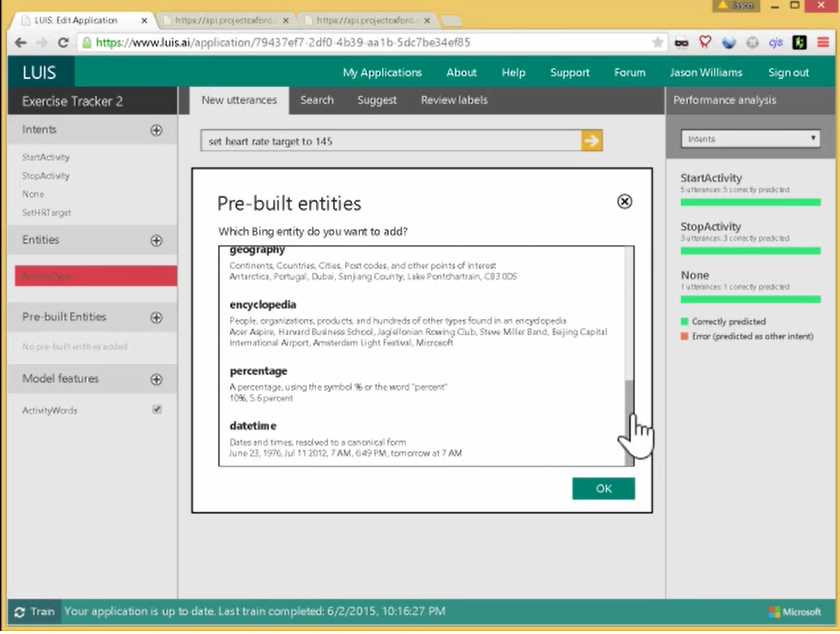 Jason
LUIS: Edit Application
https://api.projectoxford.
https://api.projectoxford.
https://www.luis.ai/application/79437ef7-2df0-4b39-aa1b-5dc7be34ef85
cjs
LUIS
My Applications About Help Support Forum Jason Williams Sign out
Exercise Tracker 2
New utterances Search Suggest Review labels
Performance analysis
Intents
StartActivity
StopActivity
None
SetHRTarget
Entities
ActivityType
Pre-built Entities
No pre-built entities added
Model features
ActivityWords
set heart rate target to 145
Pre-built entities
Which Bing entity do you want to add?
geography
Continents, Countries, Cities, Post codes, and other points of interest
Antarctica, Portugal, Dubai, Sanjiang County, Lake Pontchartrain, CB3 0DS
encyclopedia
People, organizations, products, and hundreds of other types found in an encyclopedia
Acer Aspire, Harvard Business School, Jagiellonian Rowing Club, Steve Miller Band, Beijing Capital
International Airport, Amsterdam Light Festival, Microsoft
percentage
A percentage, using the symbol % or the word "percent"
10%, 5.6 percent
datetime
Dates and times, resolved to a canonical form
June 23, 1976, Jul 11 2012, 7 AM, 6:49 PM, tomorrow at 7 AM
OK
Intents
StartActivity
5 utterances: 5 correctly predicted
StopActivity
3 utterances: 3 correctly predicted
None
1 utterances: 1 correctly predicted
Correctly predicted
Error (predicted as other intent)
Train Your application is up to date. Last train completed: 6/2/2015, 10:16:27 PM
Microsoft